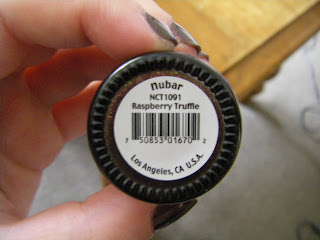 nubar
NCT1091
Raspberry Truffle
7 50853 01670 2
Los Angeles, CA U.S.A.